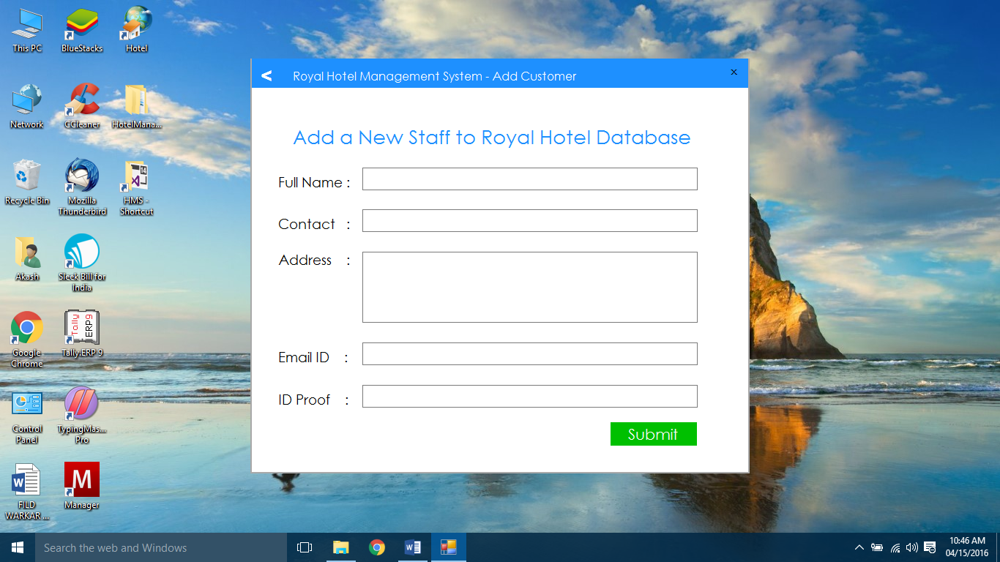 This PC
BlueStacks
Hotel
Network
CCleaner
HotelMana...
Recycle Bin
Mozilla
Thunderbird
14
HMS -
Shortcut
Akash
Sleek Bill for
India
Google
Chrome
Tally
ERP9
Tally.ERP 9
Control
Panel
TypingMas...
Pro
W
FILD
WARKAR ...
M
Manager
< Royal Hotel Management System - Add Customer x
Add a New Staff to Royal Hotel Database
Full Name :
Contact :
Address :
Email ID :
ID Proof :
Submit
Search the web and Windows
W
10:46 AM
04/15/2016